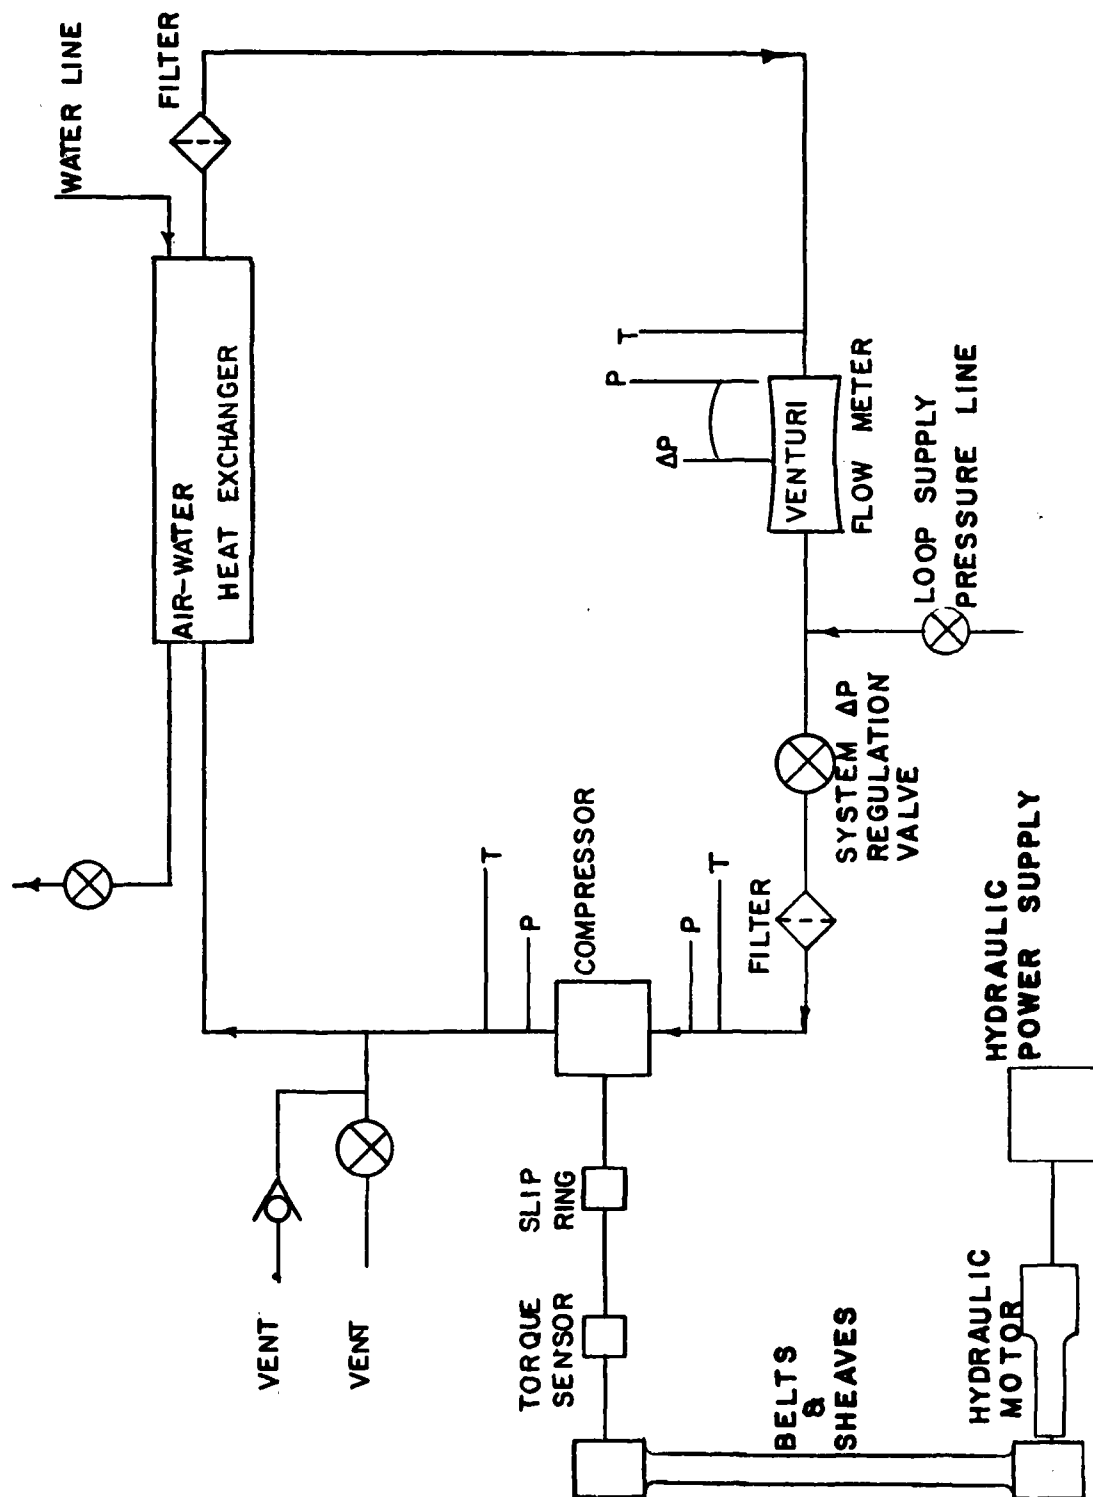 WATER LINE
FILTER
AIR-WATER
HEAT EXCHANGER
T
P
ΔP
VENTURI
FLOW METER
LOOP SUPPLY
PRESSURE LINE
SYSTEM ΔP
REGULATION
VALVE
FILTER
T
P
COMPRESSOR
P
T
VENT
VENT
SLIP
RING
TORQUE
SENSOR
BELTS
&
SHEAVES
HYDRAULIC
MOTOR
HYDRAULIC
POWER SUPPLY